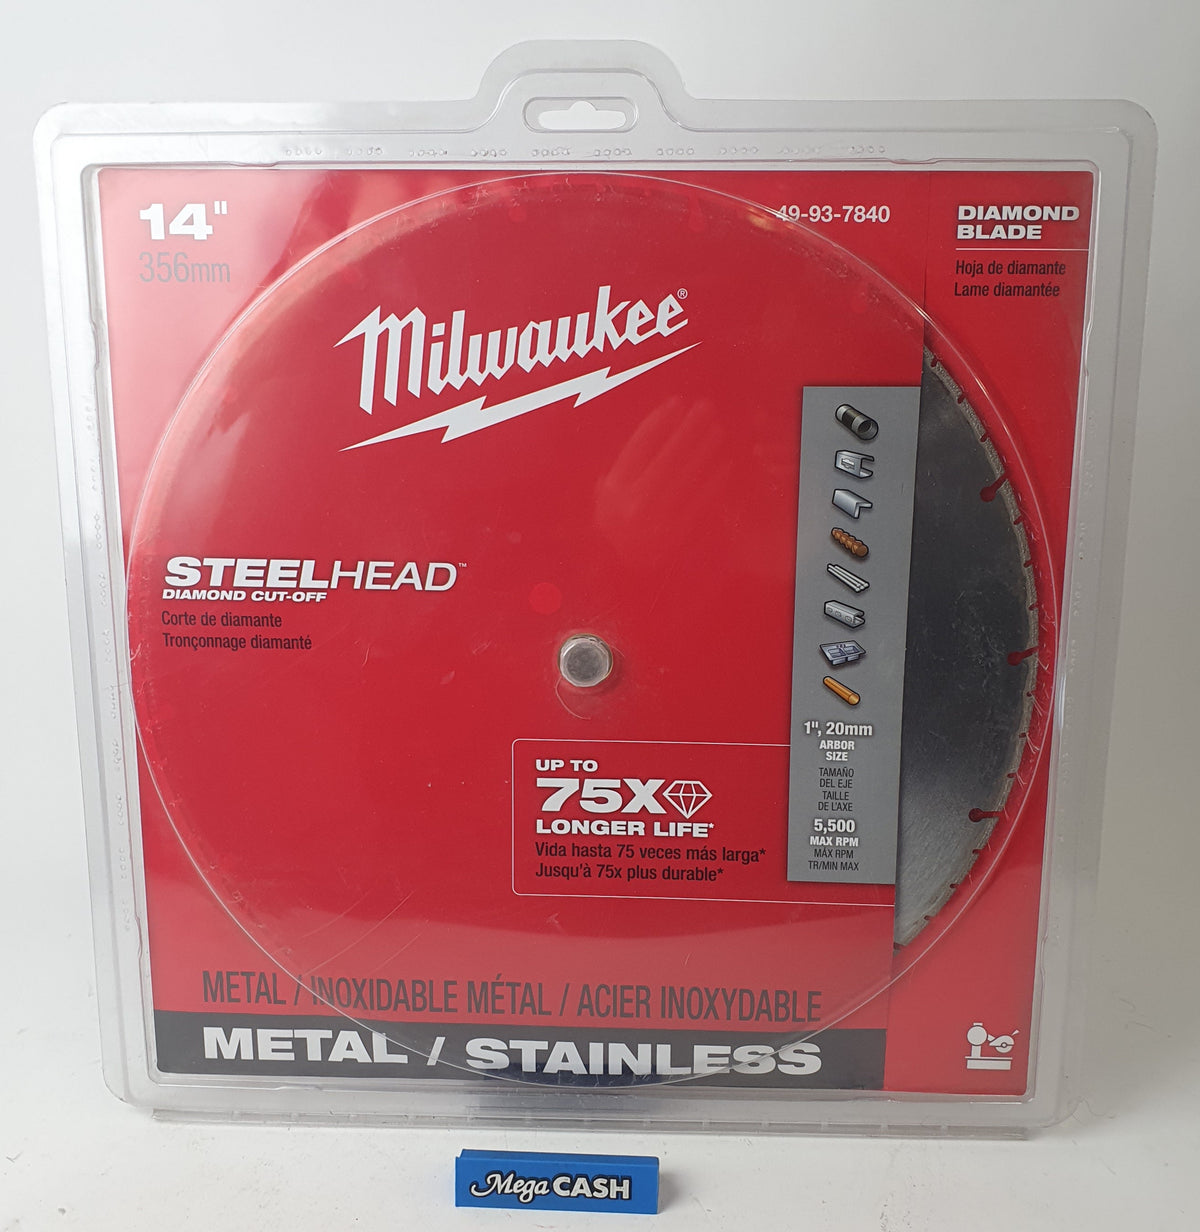 14"
356mm
49-93-7840
DIAMOND
BLADE
Hoja de diamante
Lame diamantée
Milwaukee®
STEELHEAD™
DIAMOND CUT-OFF
Corte de diamante
Tronçonnage diamanté
1", 20mm
ARBOR
SIZE
TAMAÑO
DEL EJE
TAILLE
DE L'AXE
5,500
MAX RPM
MÁX RPM
TR/MIN MAX
UP TO
75X
LONGER LIFE*
Vida hasta 75 veces más larga*
Jusqu'à 75x plus durable*
METAL / INOXIDABLE MÉTAL / ACIER INOXYDABLE
METAL / STAINLESS
Mega CASH